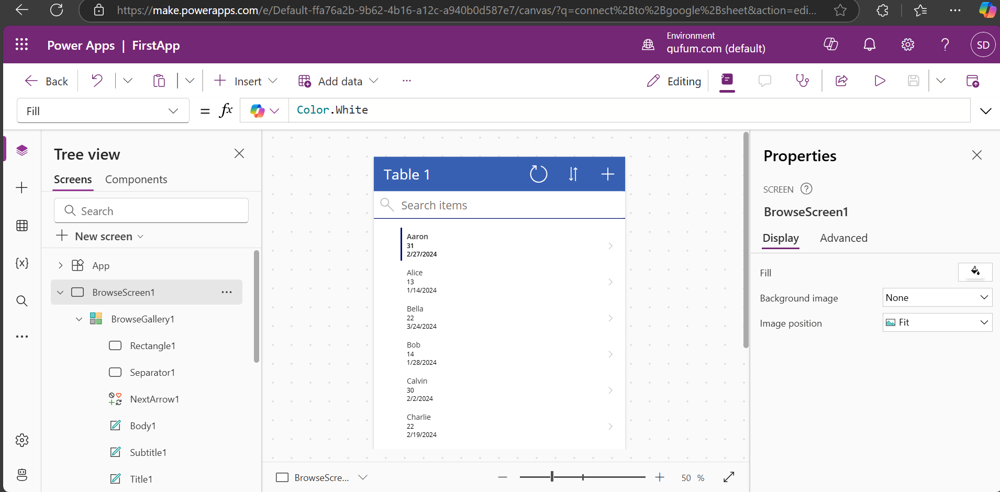 https://make.powerapps.com/e/Default-ffa76a2b-9b62-4b16-a12c-a940b0d587e7/canvas/?q=connect%2Bto%2Bgoogle%2Bsheet&action=edi...
Power Apps | FirstApp
Environment
gufum.com (default)
SD
Back
Insert
Add data
Editing
Fill
= fx
Color.White
Tree view
Screens
Components
Search
New screen
App
BrowseScreen1
BrowseGallery1
Rectangle1
Separator1
NextArrow1
Body1
Subtitle1
Title1
Table 1
Search items
Aaron
31
2/27/2024
Alice
13
1/14/2024
Bella
22
3/24/2024
Bob
14
1/28/2024
Calvin
30
2/2/2024
Charlie
22
2/19/2024
BrowseScre...
50 %
Properties
SCREEN
BrowseScreen1
Display
Advanced
Fill
Background image
None
Image position
Fit